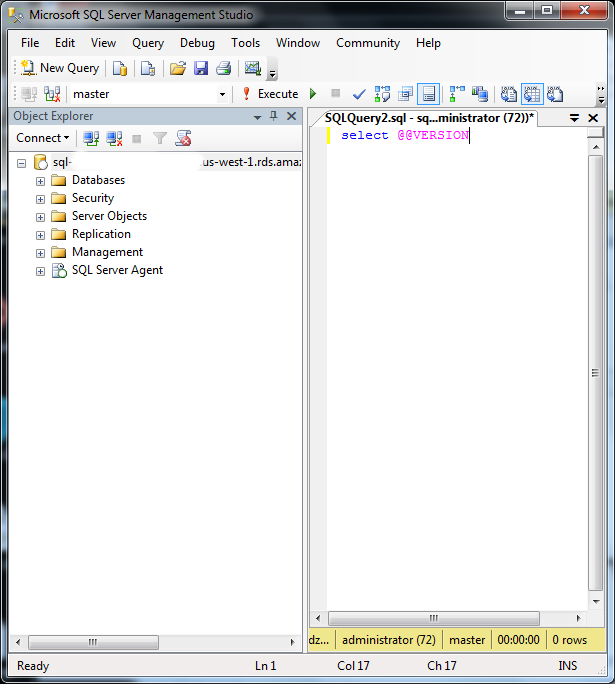 Microsoft SQL Server Management Studio
File Edit View Query Debug Tools Window Community Help
New Query
master Execute
Object Explorer
Connect
sql- .us-west-1.rds.ama
Databases
Security
Server Objects
Replication
Management
SQL Server Agent
SQLQuery2.sql - sq...ministrator (72))*
select @@VERSION
dz... administrator (72) master 00:00:00 0 rows
Ready Ln 1 Col 17 Ch 17 INS